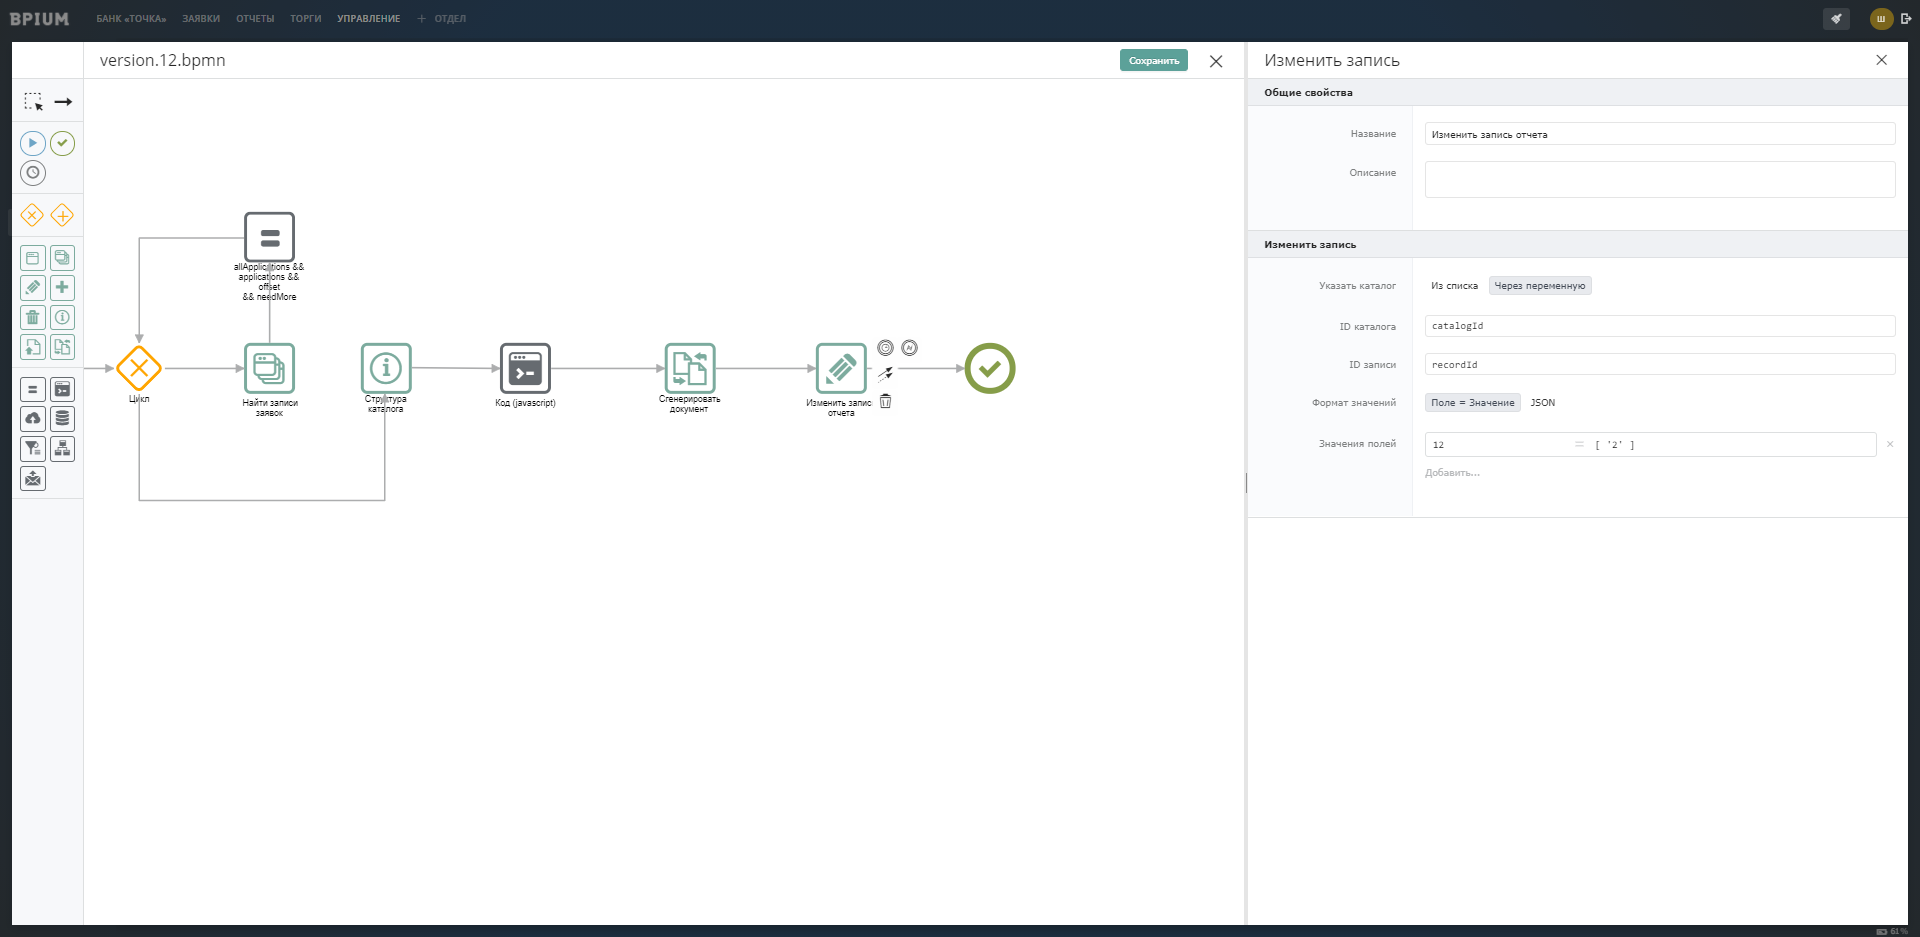 BPIUM
БАНК «ТОЧКА» ЗАЯВКИ ОТЧЕТЫ ТОРГИ УПРАВЛЕНИЕ + ОТДЕЛ
Ш
version.12.bpmn
Сохранить
allApplications &&
applications &&
offset
&& needMore
Цикл
Найти записи
заявок
Структура
каталога
Код (javascript)
Сгенерировать
документ
Изменить запис
отчета
Изменить запись
Общие свойства
Название
Изменить запись отчета
Описание
Изменить запись
Указать каталог
Из списка
Через переменную
ID каталога
catalogId
ID записи
recordId
Формат значений
Поле = Значение
JSON
Значения полей
12 = [ '2' ]
Добавить...
61%